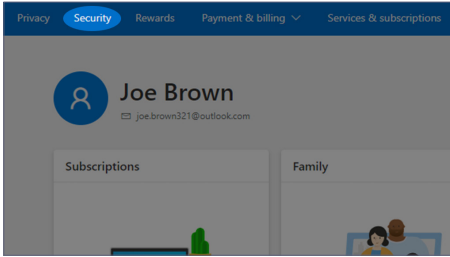 Privacy Security Rewards Payment & billing Services & subscriptions
Joe Brown
joe.brown321@outlook.com
Subscriptions Family